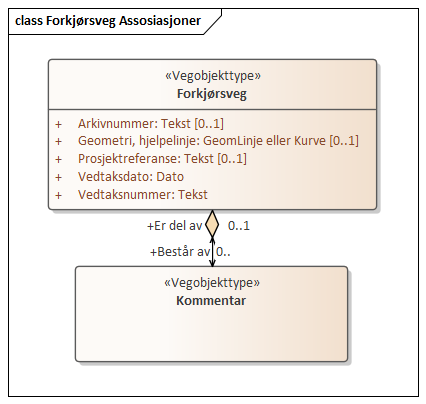 class Forkjørsveg Assosiasjoner
«Vegobjekttype»
Forkjørsveg
+ Arkivnummer: Tekst [0..1]
+ Geometri, hjelpelinje: GeomLinje eller Kurve [0..1]
+ Prosjektreferanse: Tekst [0..1]
+ Vedtaksdato: Dato
+ Vedtaksnummer: Tekst
+Er del av 0..1
+Består av 0..
«Vegobjekttype»
Kommentar